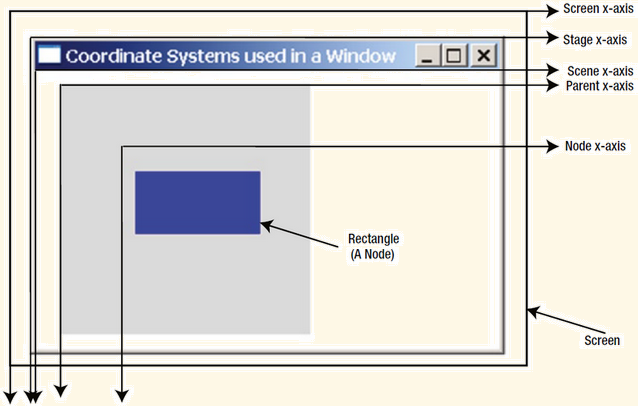 Screen x-axis
Stage x-axis
Coordinate Systems used in a Window
Scene x-axis
Parent x-axis
Node x-axis
Rectangle
(A Node)
Screen